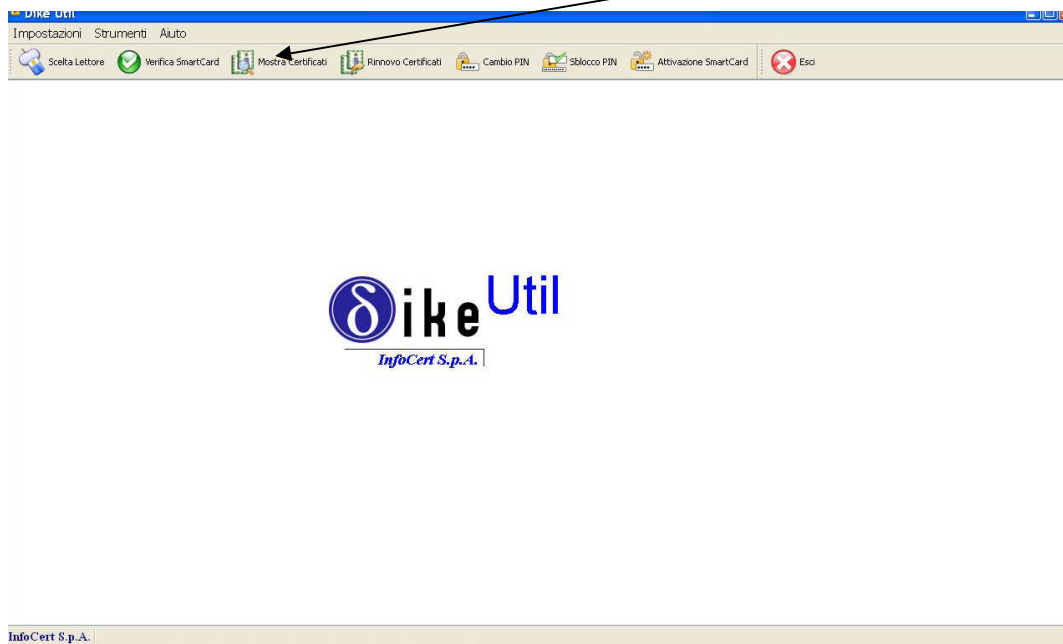 Dike Util
Impostazioni Strumenti Aiuto
Scelta Lettore Verifica SmartCard Mostra Certificati Rinnovo Certificati Cambio PIN Sblocco PIN Attivazione SmartCard Esci
δike Util
InfoCert S.p.A.
InfoCert S.p.A.